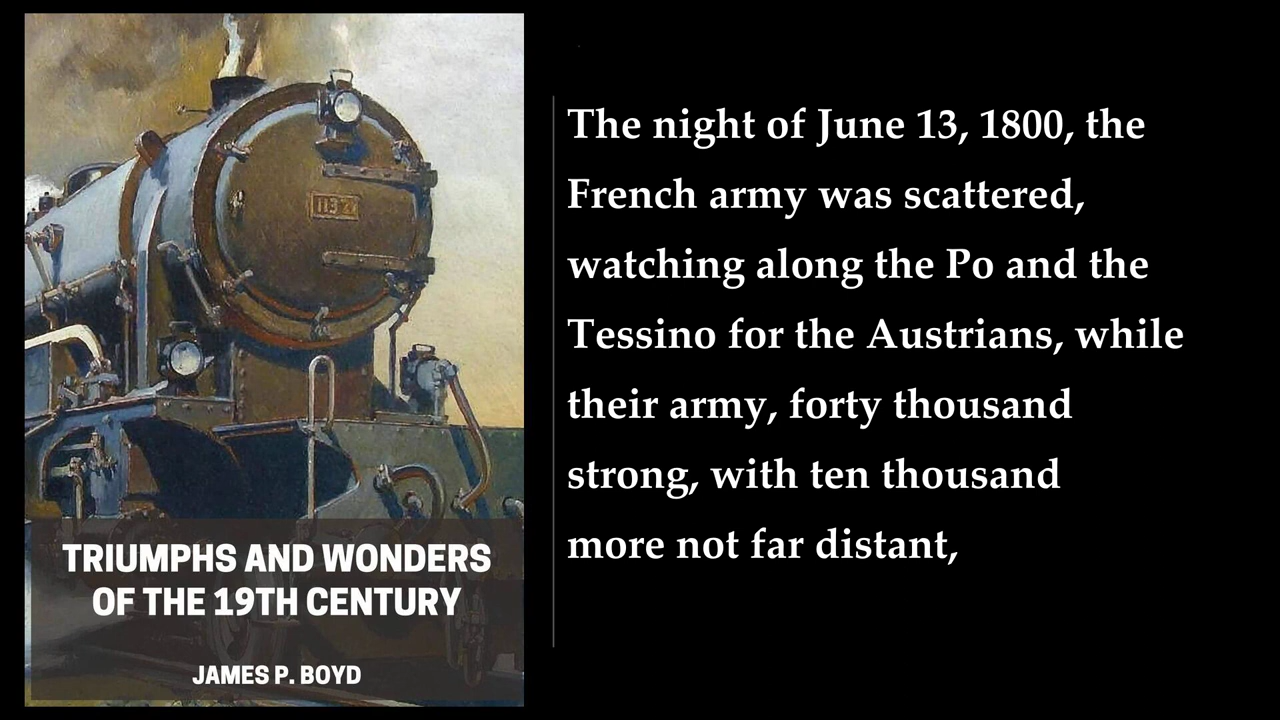 TRIUMPHS AND WONDERS
OF THE 19TH CENTURY
JAMES P. BOYD
The night of June 13, 1800, the
French army was scattered,
watching along the Po and the
Tessino for the Austrians, while
their army, forty thousand
strong, with ten thousand
more not far distant,